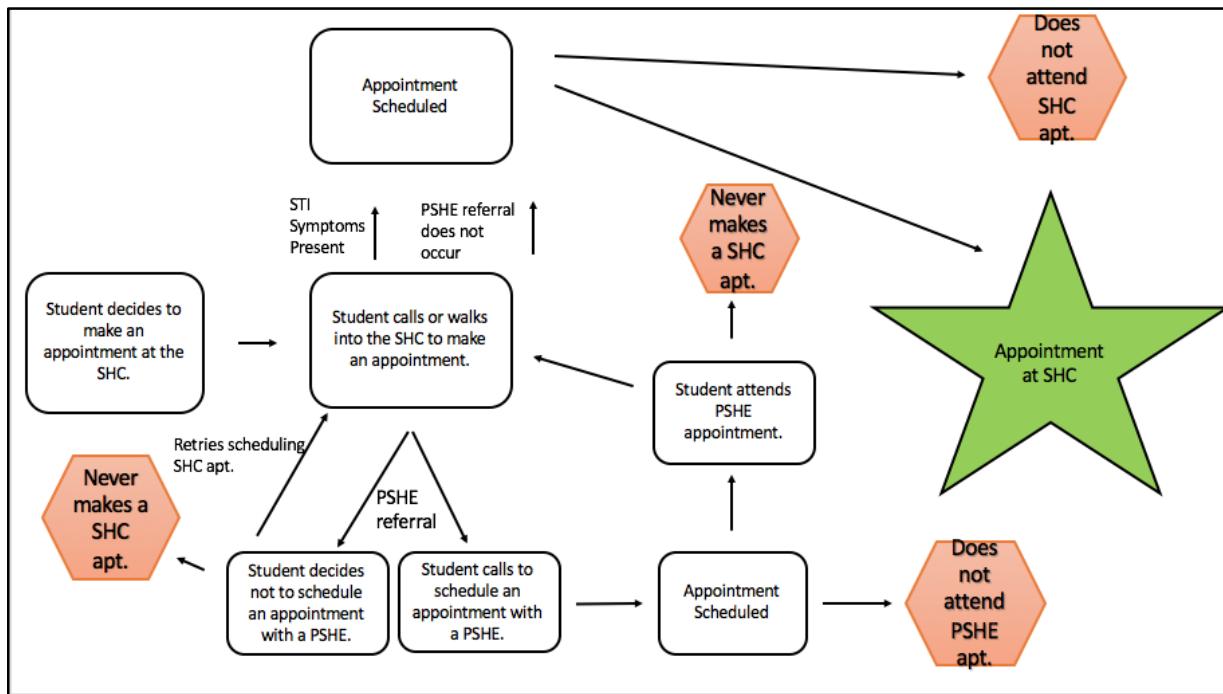 Appointment
Scheduled
Does
not
attend
SHC
apt.
STI
Symptoms
Present
PSHE referral
does not
occur
Never
makes
a SHC
apt.
Student decides to
make an
appointment at the
SHC.
Student calls or walks
into the SHC to make
an appointment.
Student attends
PSHE
appointment.
Appointment
at SHC
Retries scheduling
SHC apt.
Never
makes a
SHC
apt.
PSHE
referral
Student decides
not to schedule
an appointment
with a PSHE.
Student calls to
schedule an
appointment with
a PSHE.
Appointment
Scheduled
Does
not
attend
PSHE
apt.